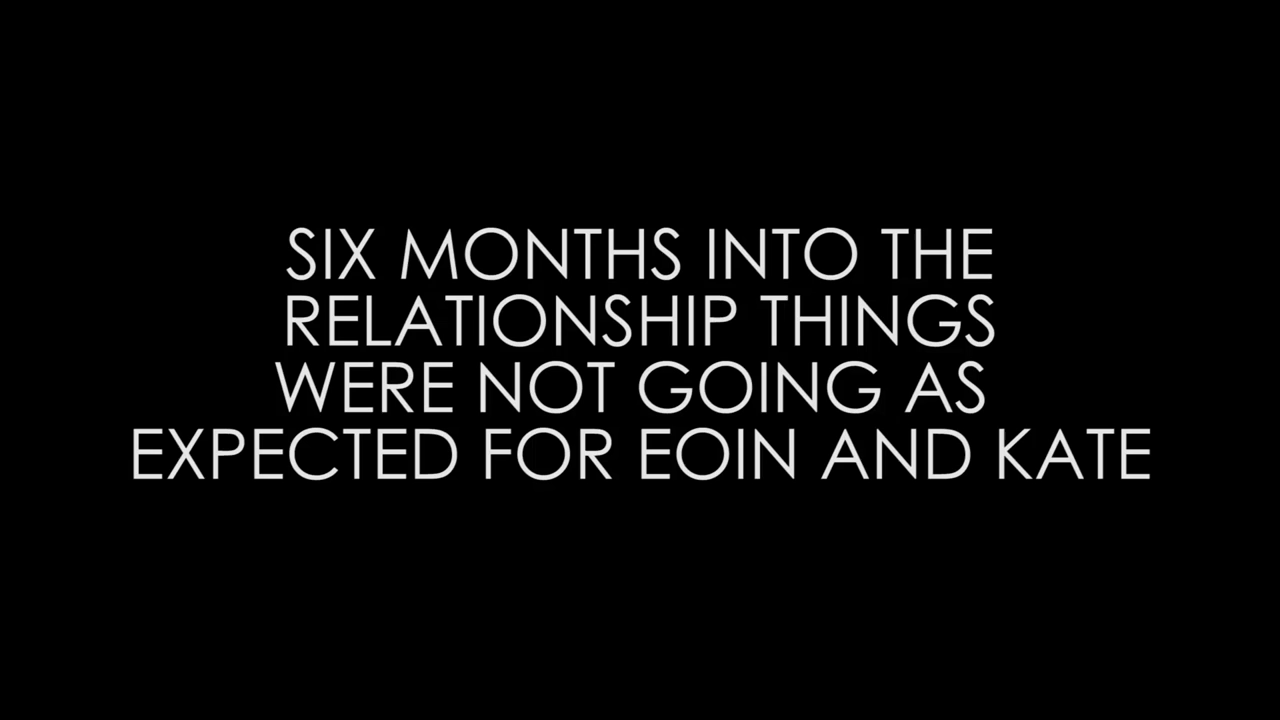 SIX MONTHS INTO THE
RELATIONSHIP THINGS
WERE NOT GOING AS
EXPECTED FOR EOIN AND KATE